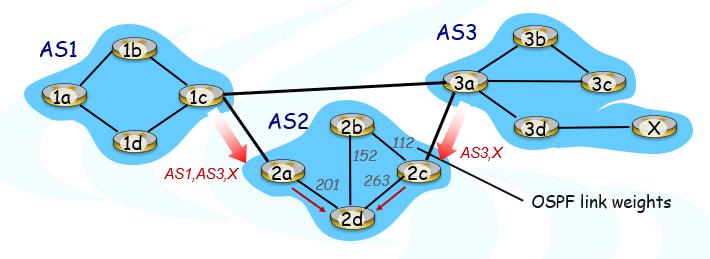 AS1
1b
1a
1c
1d
AS3
3b
3a
3c
3d
X
AS2
2b
112
152
AS1,AS3,X
AS3,X
2a
201
263
2c
2d
OSPF link weights